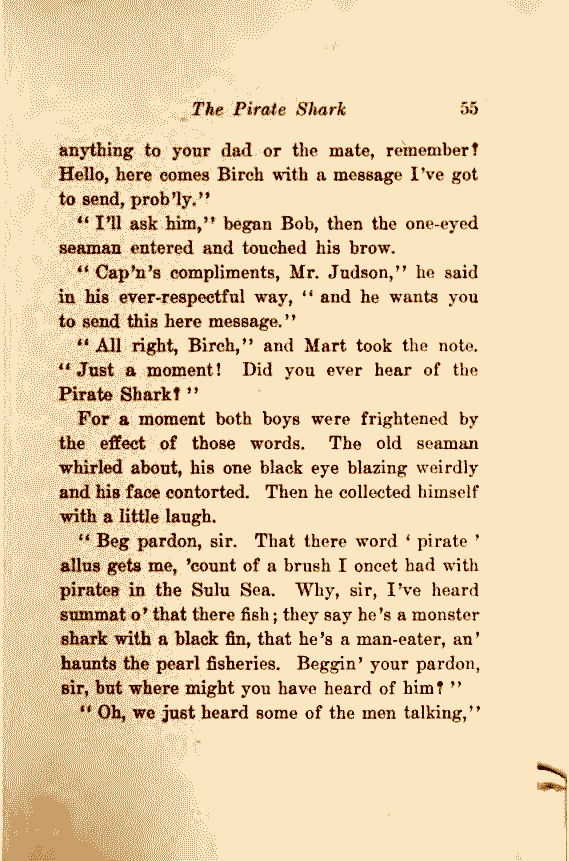 The Pirate Shark 55
anything to your dad or the mate, remember?
Hello, here comes Birch with a message I've got
to send, prob'ly."
" I'll ask him," began Bob, then the one-eyed
seaman entered and touched his brow.
" Cap'n's compliments, Mr. Judson," he said
in his ever-respectful way, " and he wants you
to send this here message."
" All right, Birch," and Mart took the note.
" Just a moment! Did you ever hear of the
Pirate Shark? "
For a moment both boys were frightened by
the effect of those words. The old seaman
whirled about, his one black eye blazing weirdly
and his face contorted. Then he collected himself
with a little laugh.
" Beg pardon, sir. That there word ' pirate '
allus gets me, 'count of a brush I oncet had with
pirates in the Sulu Sea. Why, sir, I've heard
summat o' that there fish; they say he's a monster
shark with a black fin, that he's a man-eater, an'
haunts the pearl fisheries. Beggin' your pardon,
sir, but where might you have heard of him? "
" Oh, we just heard some of the men talking,"